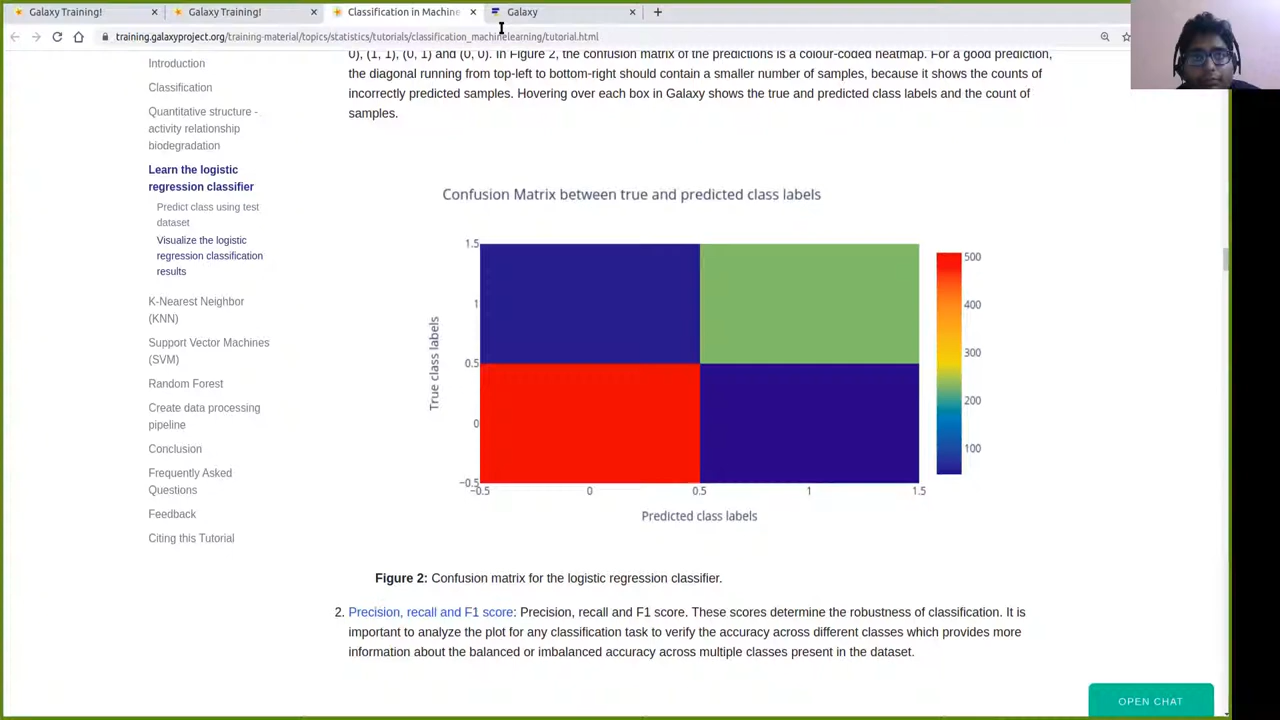 Galaxy Training!
Galaxy Training!
Classification in Machine
Galaxy
training.galaxyproject.org/training-material/topics/statistics/tutorials/classification_machinelearning/tutorial.html
Introduction
Classification
Quantitative structure -
activity relationship
biodegradation
Learn the logistic
regression classifier
Predict class using test
dataset
Visualize the logistic
regression classification
results
K-Nearest Neighbor
(KNN)
Support Vector Machines
(SVM)
Random Forest
Create data processing
pipeline
Conclusion
Frequently Asked
Questions
Feedback
Citing this Tutorial
0), (1, 1), (0, 1) and (0, 0). In Figure 2, the confusion matrix of the predictions is a colour-coded heatmap. For a good prediction,
the diagonal running from top-left to bottom-right should contain a smaller number of samples, because it shows the counts of
incorrectly predicted samples. Hovering over each box in Galaxy shows the true and predicted class labels and the count of
samples.
Confusion Matrix between true and predicted class labels
1.5
1
0.5
0
−0.5
True class labels
−0.5
0
0.5
1
1.5
Predicted class labels
500
400
300
200
100
Figure 2: Confusion matrix for the logistic regression classifier.
2. Precision, recall and F1 score: Precision, recall and F1 score. These scores determine the robustness of classification. It is
important to analyze the plot for any classification task to verify the accuracy across different classes which provides more
information about the balanced or imbalanced accuracy across multiple classes present in the dataset.
OPEN CHAT